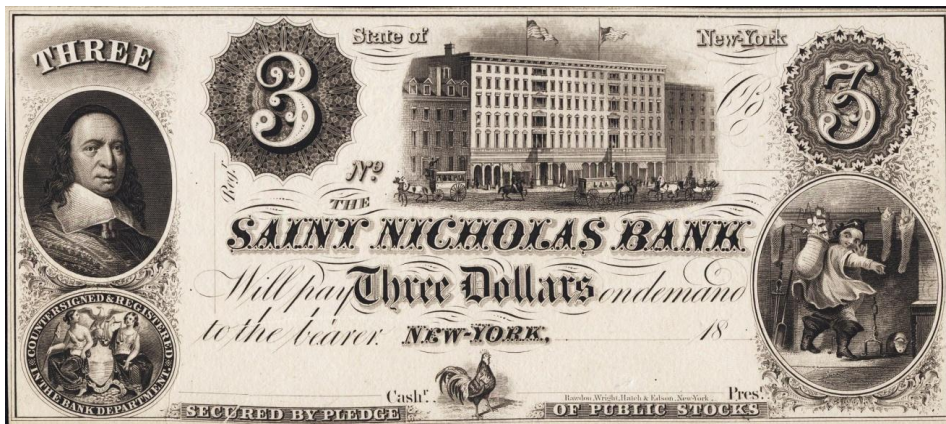 THREE
3
State of New-York
3
No
Reg.
THE
SAINT NICHOLAS BANK
Will pay Three Dollars on demand
to the bearer. NEW-YORK, 18
COUNTERSIGNED & REGISTERED
IN THE BANK DEPARTMENT.
Cashr. Prest.
Rawdon, Wright, Hatch & Edson, New-York.
SECURED BY PLEDGE OF PUBLIC STOCKS